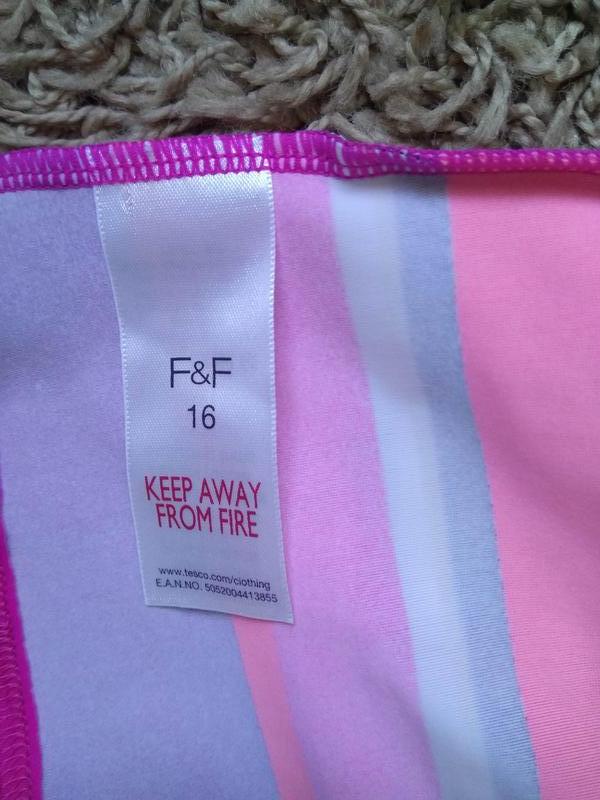 F&F
16
KEEP AWAY
FROM FIRE
www.tesco.com/clothing
E.A.N.NO. 5052004413855